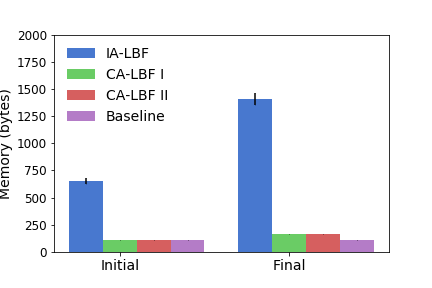 2000
1750
1500
1250
1000
750
500
250
0
Memory (bytes)
IA-LBF
CA-LBF I
CA-LBF II
Baseline
Initial
Final